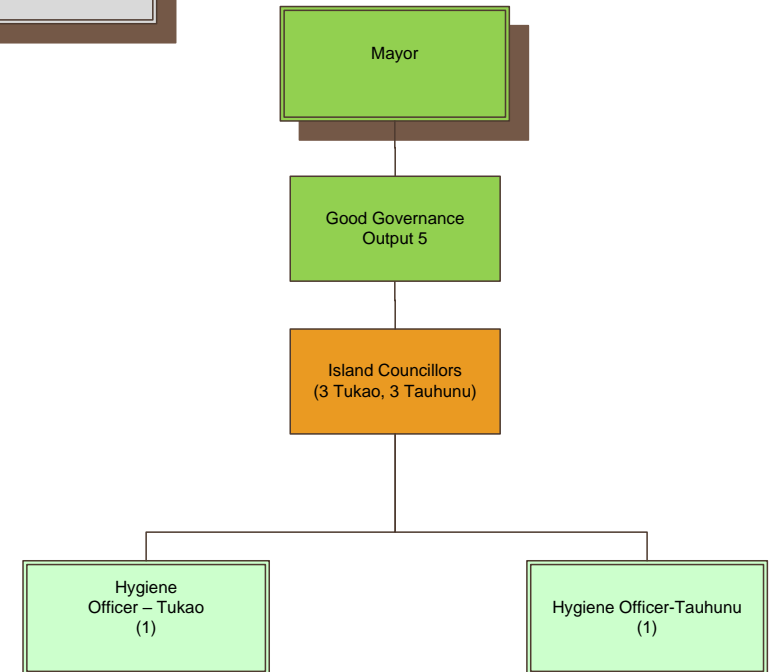 Mayor
Good Governance
Output 5
Island Councillors
(3 Tukao, 3 Tauhunu)
Hygiene
Officer – Tukao
(1)
Hygiene Officer-Tauhunu
(1)